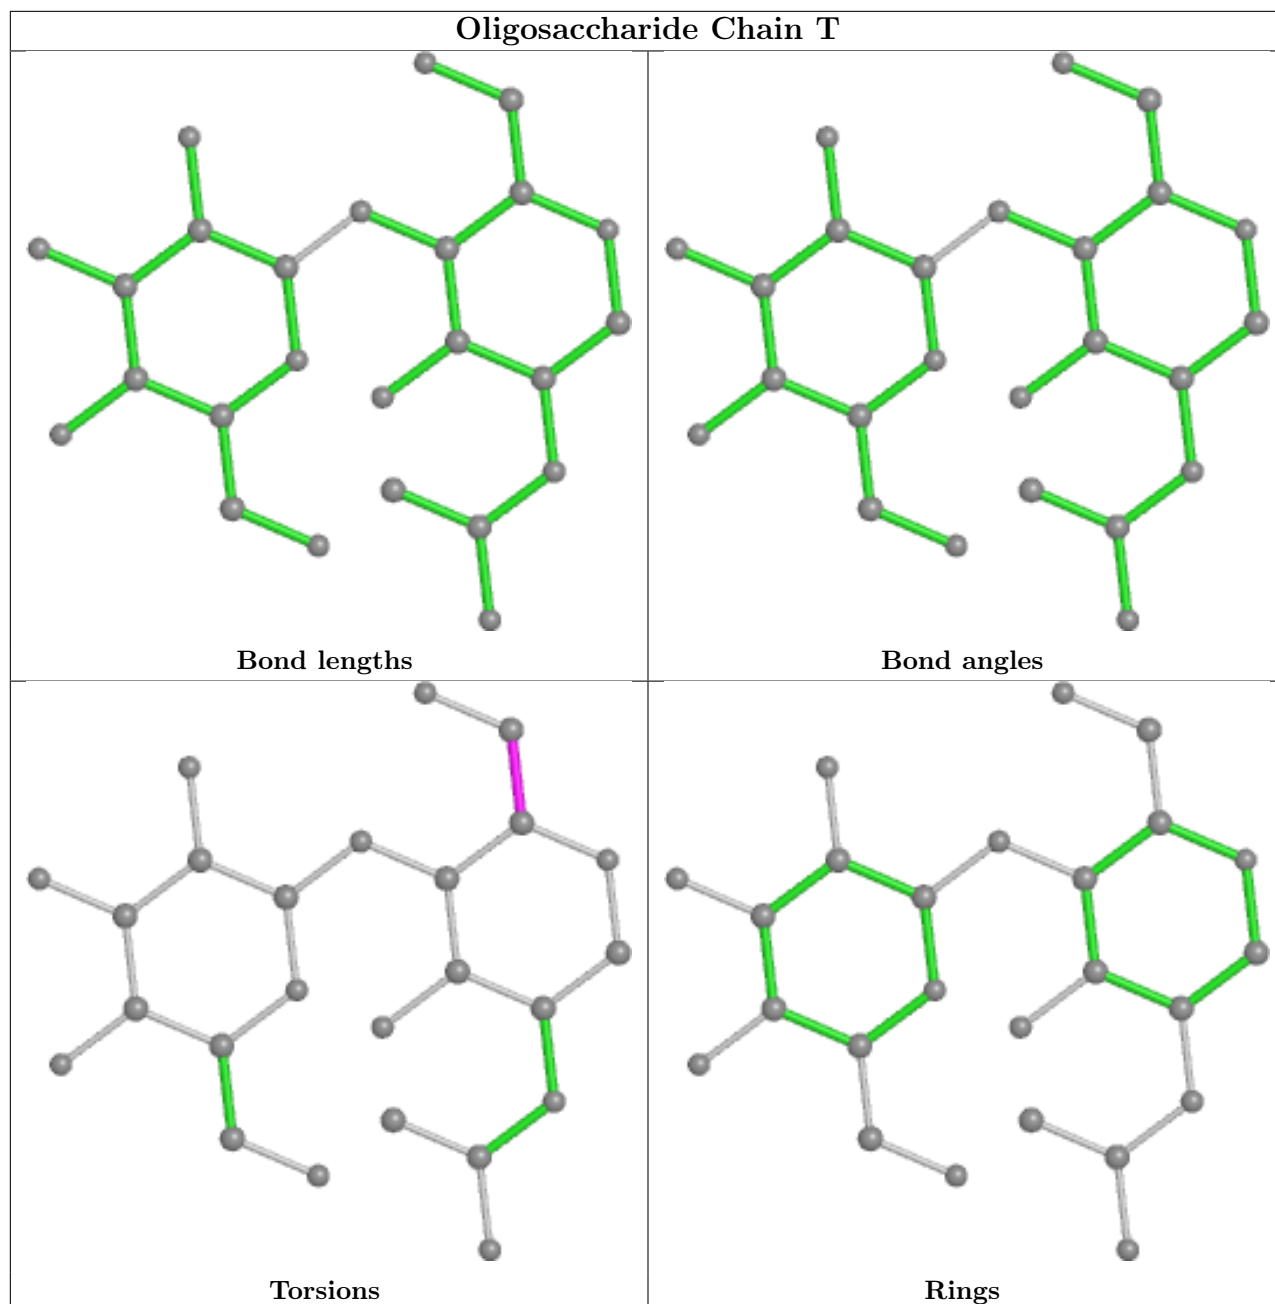 Oligosaccharide Chain T
Bond lengths
Bond angles
Torsions
Rings